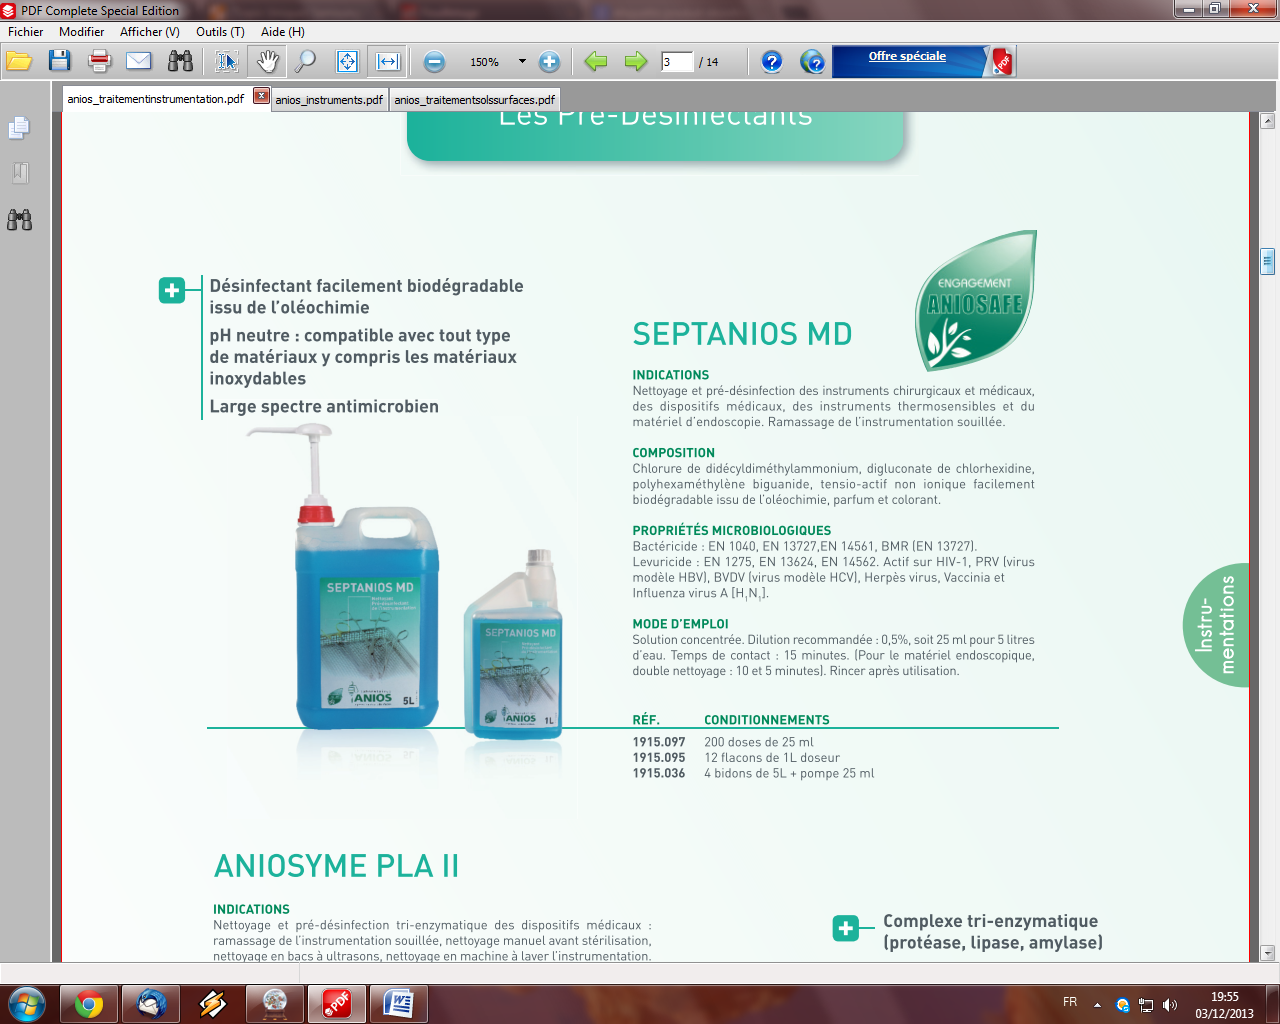 PDF Complete Special Edition
Fichier Modifier Afficher (V) Outils (T) Aide (H)
150% 3 / 14 Offre spéciale
PDF
anios_traitementinstrumentation.pdf anios_instruments.pdf anios_traitementsolssurfaces.pdf
Les Pré-Désinfectants
Désinfectant facilement biodégradable
issu de l'oléochimie
pH neutre : compatible avec tout type
de matériaux y compris les matériaux
inoxydables
Large spectre antimicrobien
ENGAGEMENT
ANIOSAFE
SEPTANIOS MD
INDICATIONS
Nettoyage et pré-désinfection des instruments chirurgicaux et médicaux,
des dispositifs médicaux, des instruments thermosensibles et du
matériel d'endoscopie. Ramassage de l'instrumentation souillée.
COMPOSITION
Chlorure de didécyldiméthylammonium, digluconate de chlorhexidine,
polyhexaméthylène biguanide, tensio-actif non ionique facilement
biodégradable issu de l'oléochimie, parfum et colorant.
PROPRIÉTÉS MICROBIOLOGIQUES
Bactéricide : EN 1040, EN 13727,EN 14561, BMR (EN 13727).
Levuricide : EN 1275, EN 13624, EN 14562. Actif sur HIV-1, PRV (virus
modèle HBV), BVDV (virus modèle HCV), Herpès virus, Vaccinia et
Influenza virus A [H1N1].
MODE D'EMPLOI
Solution concentrée. Dilution recommandée : 0,5%, soit 25 ml pour 5 litres
d'eau. Temps de contact : 15 minutes. (Pour le matériel endoscopique,
double nettoyage : 10 et 5 minutes). Rincer après utilisation.
RÉF. CONDITIONNEMENTS
1915.097 200 doses de 25 ml
1915.095 12 flacons de 1L doseur
1915.036 4 bidons de 5L + pompe 25 ml
SEPTANIOS MD
ANIOS 5L
SEPTANIOS MD
ANIOS 1L
Instru-
mentations
ANIOSYME PLA II
INDICATIONS
Nettoyage et pré-désinfection tri-enzymatique des dispositifs médicaux :
ramassage de l'instrumentation souillée, nettoyage manuel avant stérilisation,
nettoyage en bacs à ultrasons, nettoyage en machine à laver l'instrumentation.
Complexe tri-enzymatique
(protéase, lipase, amylase)
PDF
FR
19:55
03/12/2013